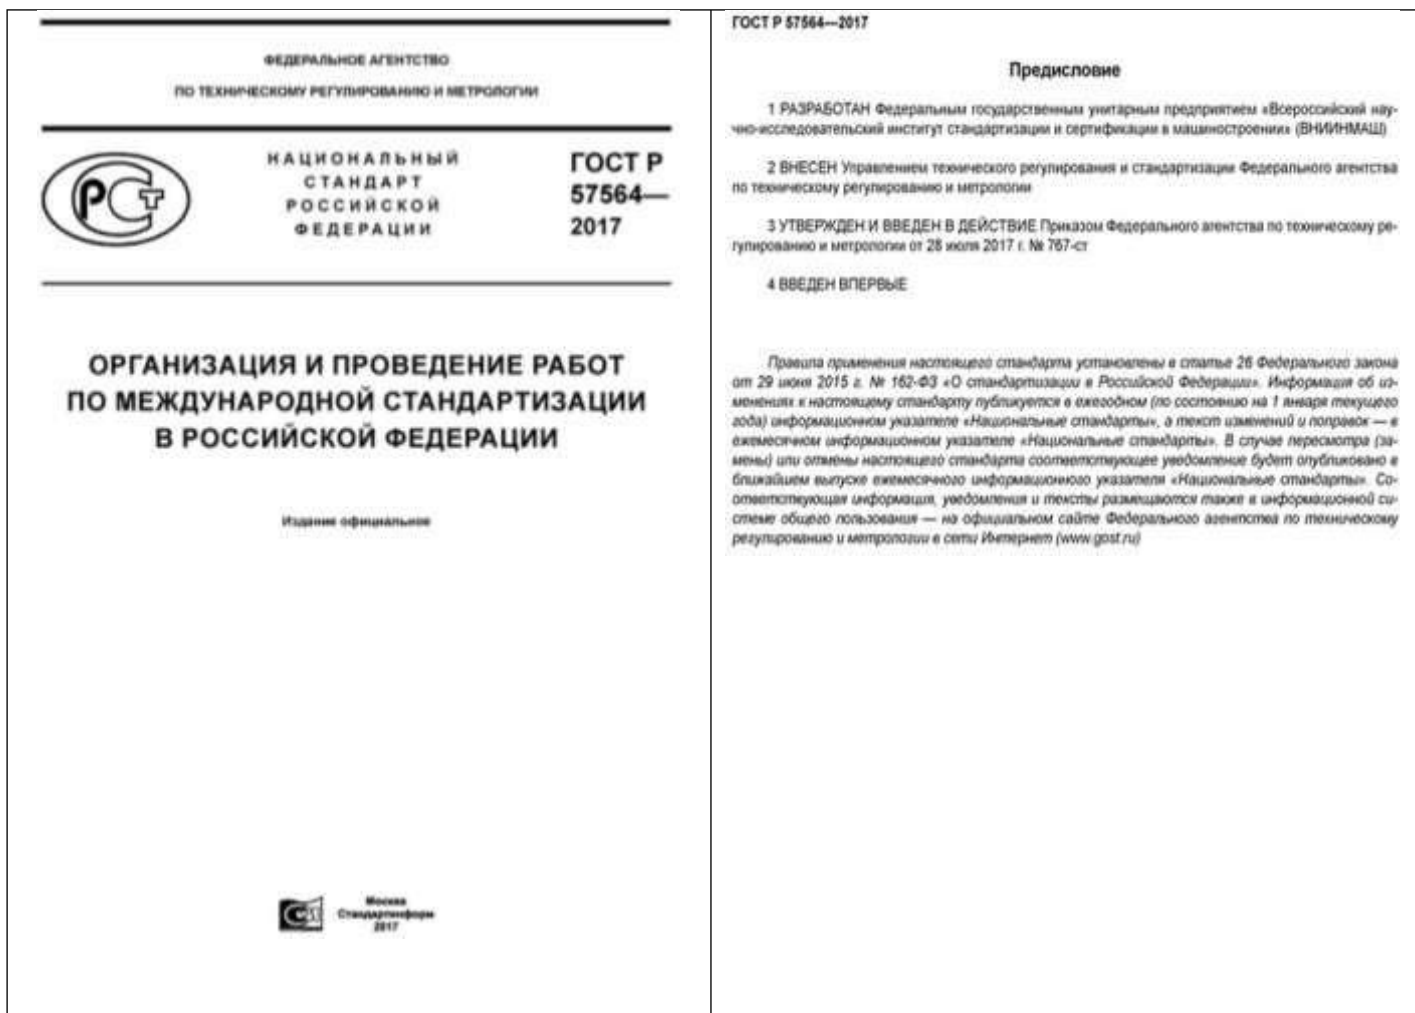 ФЕДЕРАЛЬНОЕ АГЕНТСТВО
ПО ТЕХНИЧЕСКОМУ РЕГУЛИРОВАНИЮ И МЕТРОЛОГИИ
НАЦИОНАЛЬНЫЙ
СТАНДАРТ
РОССИЙСКОЙ
ФЕДЕРАЦИИ
ГОСТ Р
57564—
2017
ОРГАНИЗАЦИЯ И ПРОВЕДЕНИЕ РАБОТ
ПО МЕЖДУНАРОДНОЙ СТАНДАРТИЗАЦИИ
В РОССИЙСКОЙ ФЕДЕРАЦИИ
Издание официальное
Москва
Стандартинформ
2017
ГОСТ Р 57564—2017
Предисловие
1 РАЗРАБОТАН Федеральным государственным унитарным предприятием «Всероссийский нау-
чно-исследовательский институт стандартизации и сертификации в машиностроении» (ВНИИНМАШ)
2 ВНЕСЕН Управлением технического регулирования и стандартизации Федерального агентства
по техническому регулированию и метрологии
3 УТВЕРЖДЕН И ВВЕДЕН В ДЕЙСТВИЕ Приказом Федерального агентства по техническому ре-
гулированию и метрологии от 28 июля 2017 г. № 767-ст
4 ВВЕДЕН ВПЕРВЫЕ
Правила применения настоящего стандарта установлены в статье 26 Федерального закона
от 29 июня 2015 г. № 162-ФЗ «О стандартизации в Российской Федерации». Информация об из-
менениях к настоящему стандарту публикуется в ежегодном (по состоянию на 1 января текущего
года) информационном указателе «Национальные стандарты», а текст изменений и поправок — в
ежемесячном информационном указателе «Национальные стандарты». В случае пересмотра (за-
мены) или отмены настоящего стандарта соответствующее уведомление будет опубликовано в
ближайшем выпуске ежемесячного информационного указателя «Национальные стандарты». Со-
ответствующая информация, уведомления и тексты размещаются также в информационной си-
стеме общего пользования — на официальном сайте Федерального агентства по техническому
регулированию и метрологии в сети Интернет (www.gost.ru)